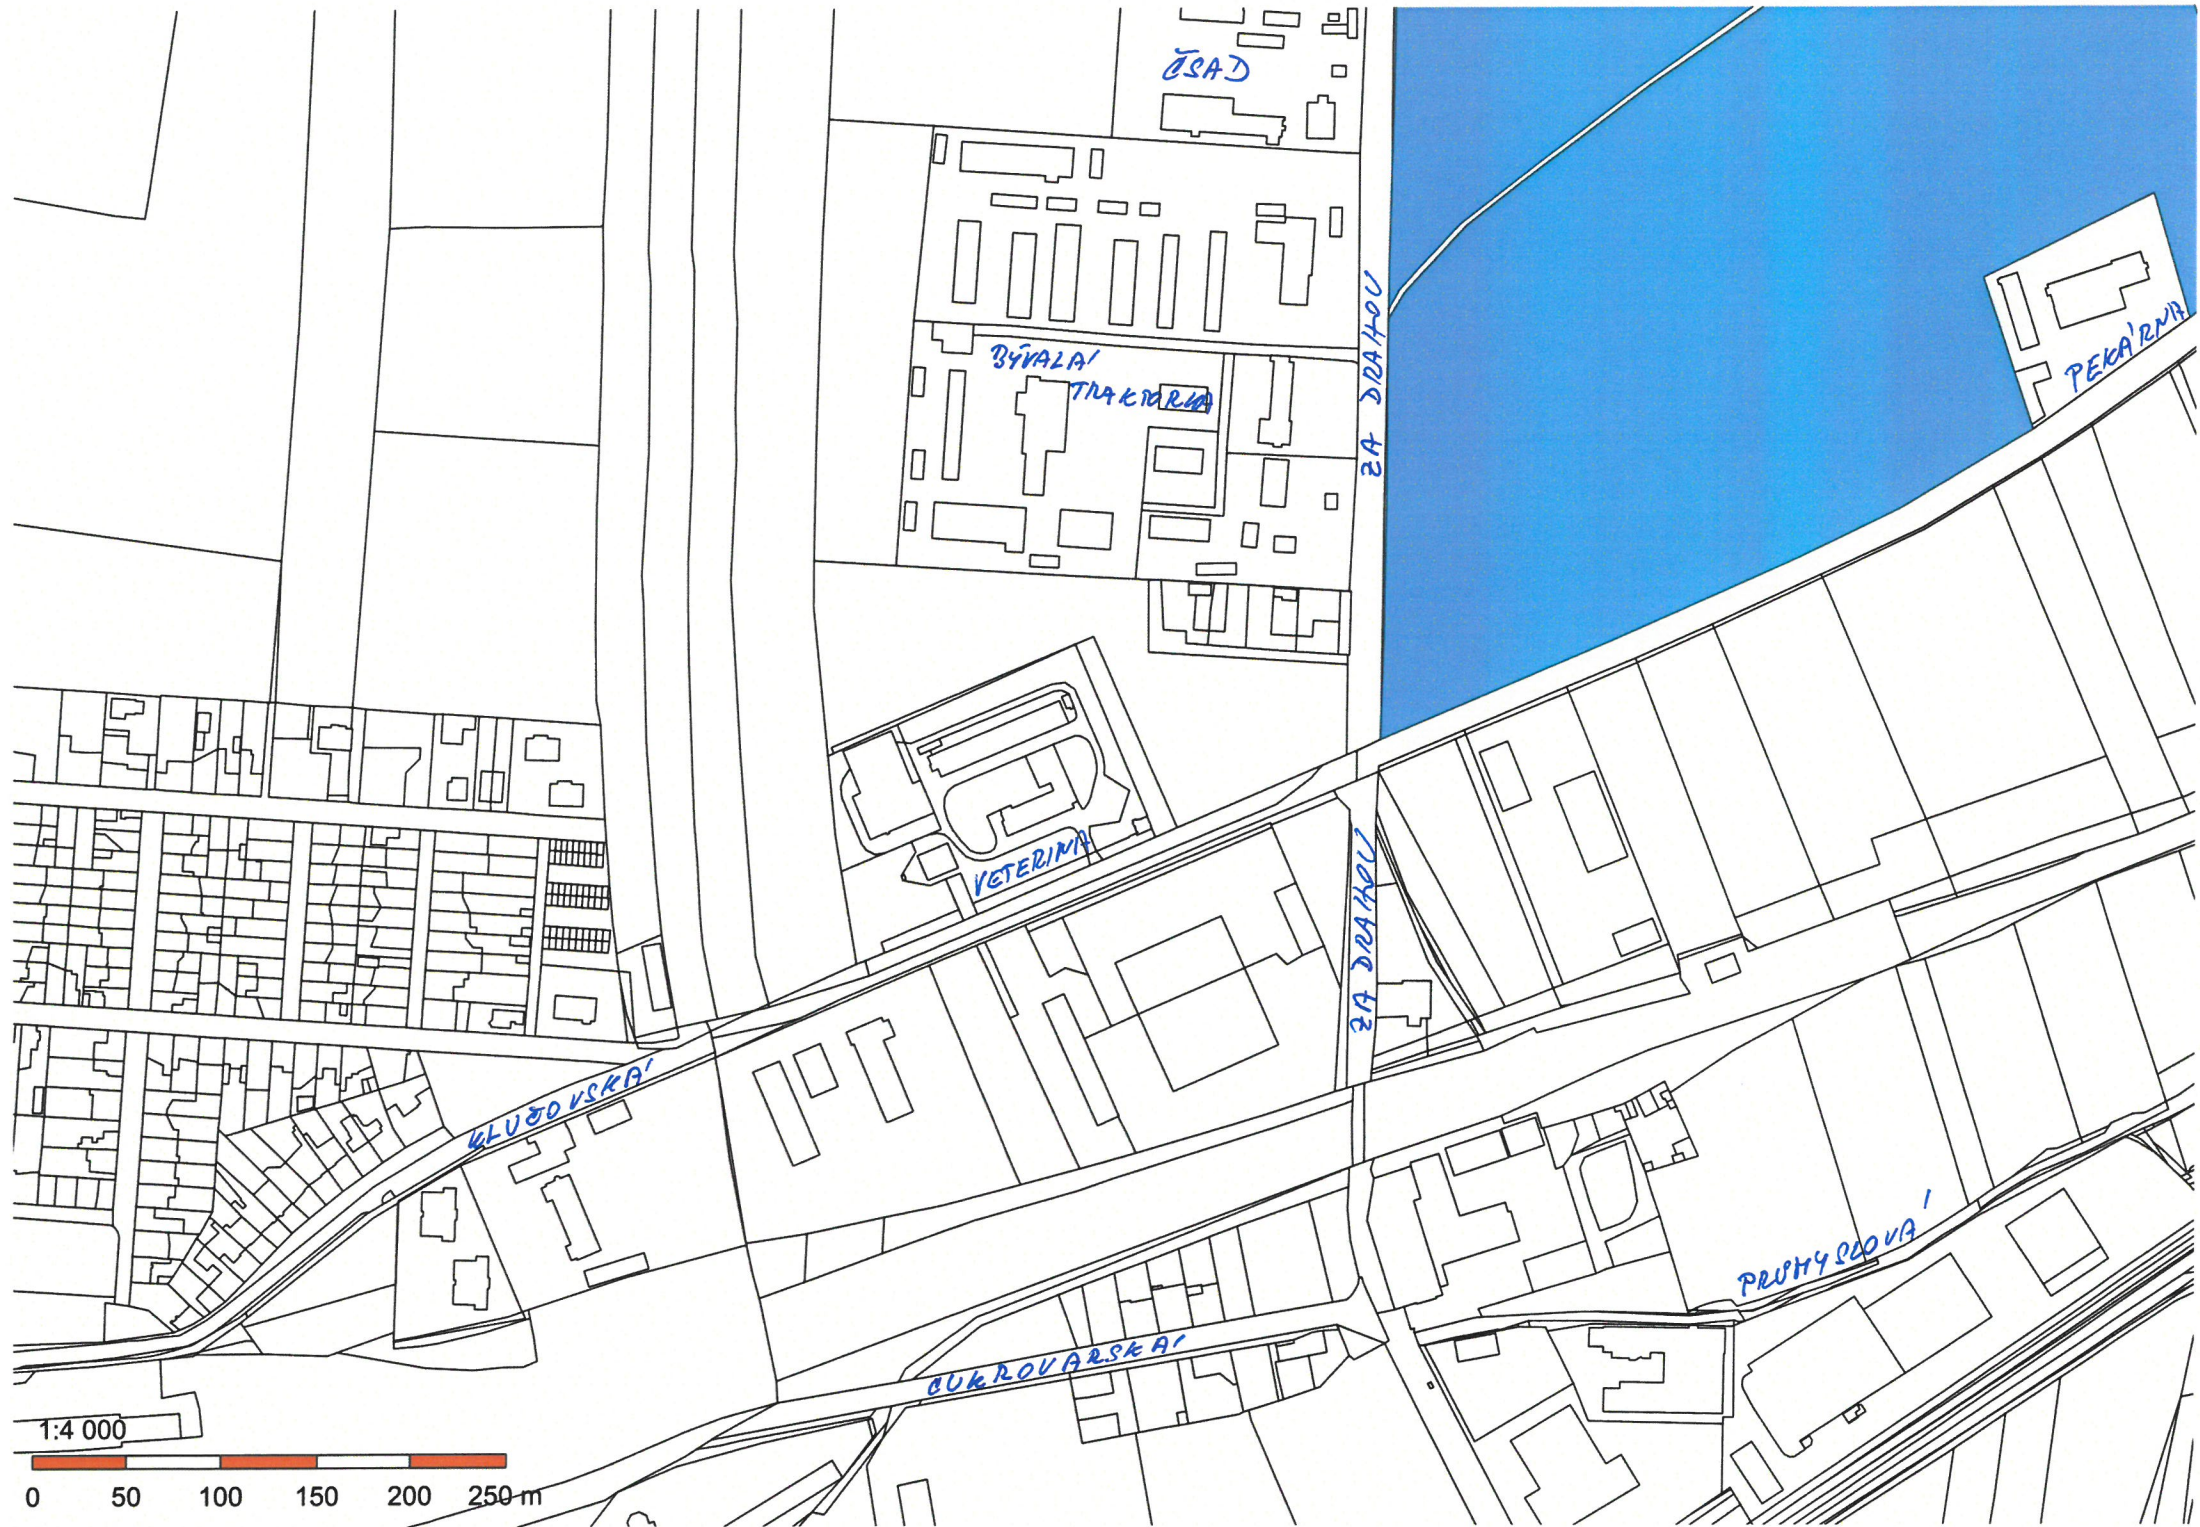 ČSAD
BÝVALÁ
TRAKTORKA
ZA DRAHOU
PEKÁRNA
VETERINA
ZA DRAHOU
KLUČOVSKÁ
PRŮMYSLOVÁ
CUKROVARSKÁ
1:4 000
0 50 100 150 200 250 m